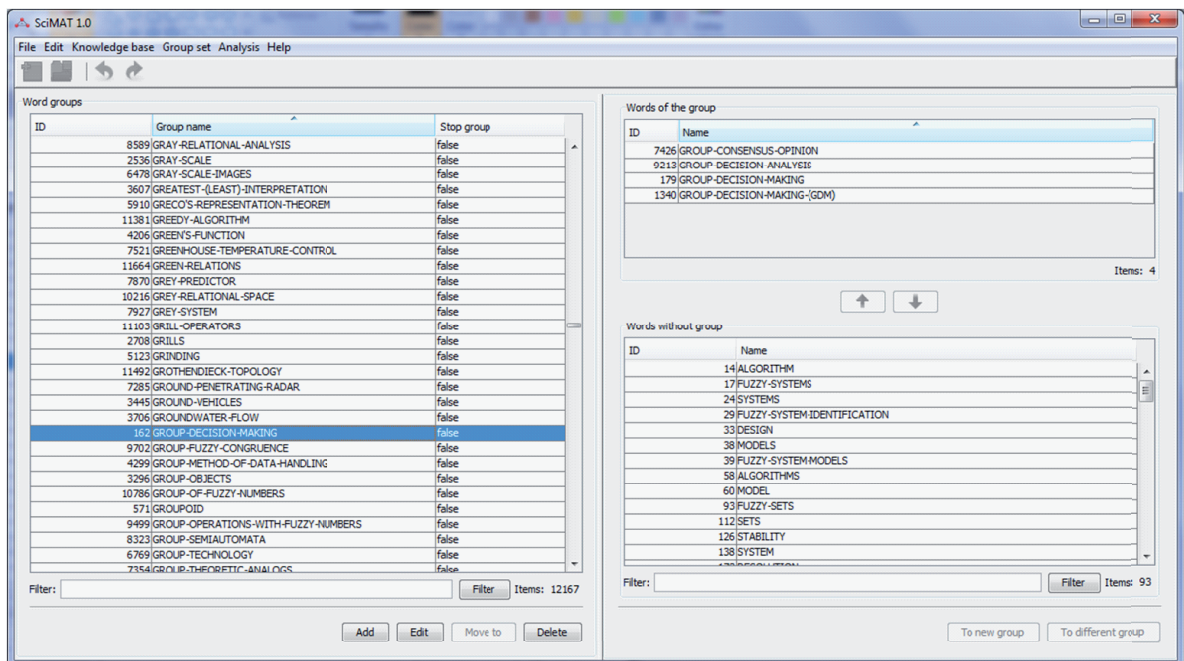 SciMAT 1.0
File Edit Knowledge base Group set Analysis Help
Word groups
ID Group name Stop group
8589 GRAY-RELATIONAL-ANALYSIS false
2536 GRAY-SCALE false
6478 GRAY-SCALE-IMAGES false
3607 GREATEST-(LEAST)-INTERPRETATION false
5910 GRECO'S-REPRESENTATION-THEOREM false
11381 GREEDY-ALGORITHM false
4206 GREEN'S-FUNCTION false
7521 GREENHOUSE-TEMPERATURE-CONTROL false
11664 GREEN-RELATIONS false
7870 GREY-PREDICTOR false
10216 GREY-RELATIONAL-SPACE false
7927 GREY-SYSTEM false
11103 GRILL-OPERATORS false
2708 GRILLS false
5123 GRINDING false
11492 GROTHENDIECK-TOPOLOGY false
7285 GROUND-PENETRATING-RADAR false
3445 GROUND-VEHICLES false
3706 GROUNDWATER-FLOW false
162 GROUP-DECISION-MAKING false
9702 GROUP-FUZZY-CONGRUENCE false
4299 GROUP-METHOD-OF-DATA-HANDLING false
3296 GROUP-OBJECTS false
10786 GROUP-OF-FUZZY-NUMBERS false
571 GROUPOID false
9499 GROUP-OPERATIONS-WITH-FUZZY-NUMBERS false
8323 GROUP-SEMIAUTOMATA false
6769 GROUP-TECHNOLOGY false
7354 GROUP-THEORETIC-ANALOGS false
Filter: Filter Items: 12167
Add Edit Move to Delete
Words of the group
ID Name
7426 GROUP-CONSENSUS-OPINION
9213 GROUP-DECISION-ANALYSIS
179 GROUP-DECISION-MAKING
1340 GROUP-DECISION-MAKING-(GDM)
Items: 4
Words without group
ID Name
14 ALGORITHM
17 FUZZY-SYSTEMS
24 SYSTEMS
29 FUZZY-SYSTEM-IDENTIFICATION
33 DESIGN
38 MODELS
39 FUZZY-SYSTEM-MODELS
58 ALGORITHMS
60 MODEL
93 FUZZY-SETS
112 SETS
126 STABILITY
138 SYSTEM
Filter: Filter Items: 93
To new group To different group